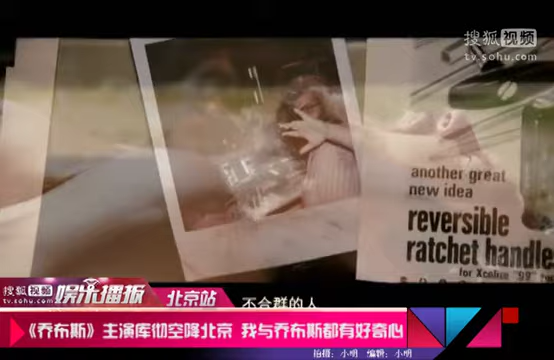 搜狐视频
tv.sohu.com
another great
new idea
reversible
ratchet handle
for Xcelite "99"
搜狐视频
tv.sohu.com
娱乐播报
北京站
不合群的人
《乔布斯》主演库彻空降北京 我与乔布斯都有好奇心
拍摄：小明 编辑：小明